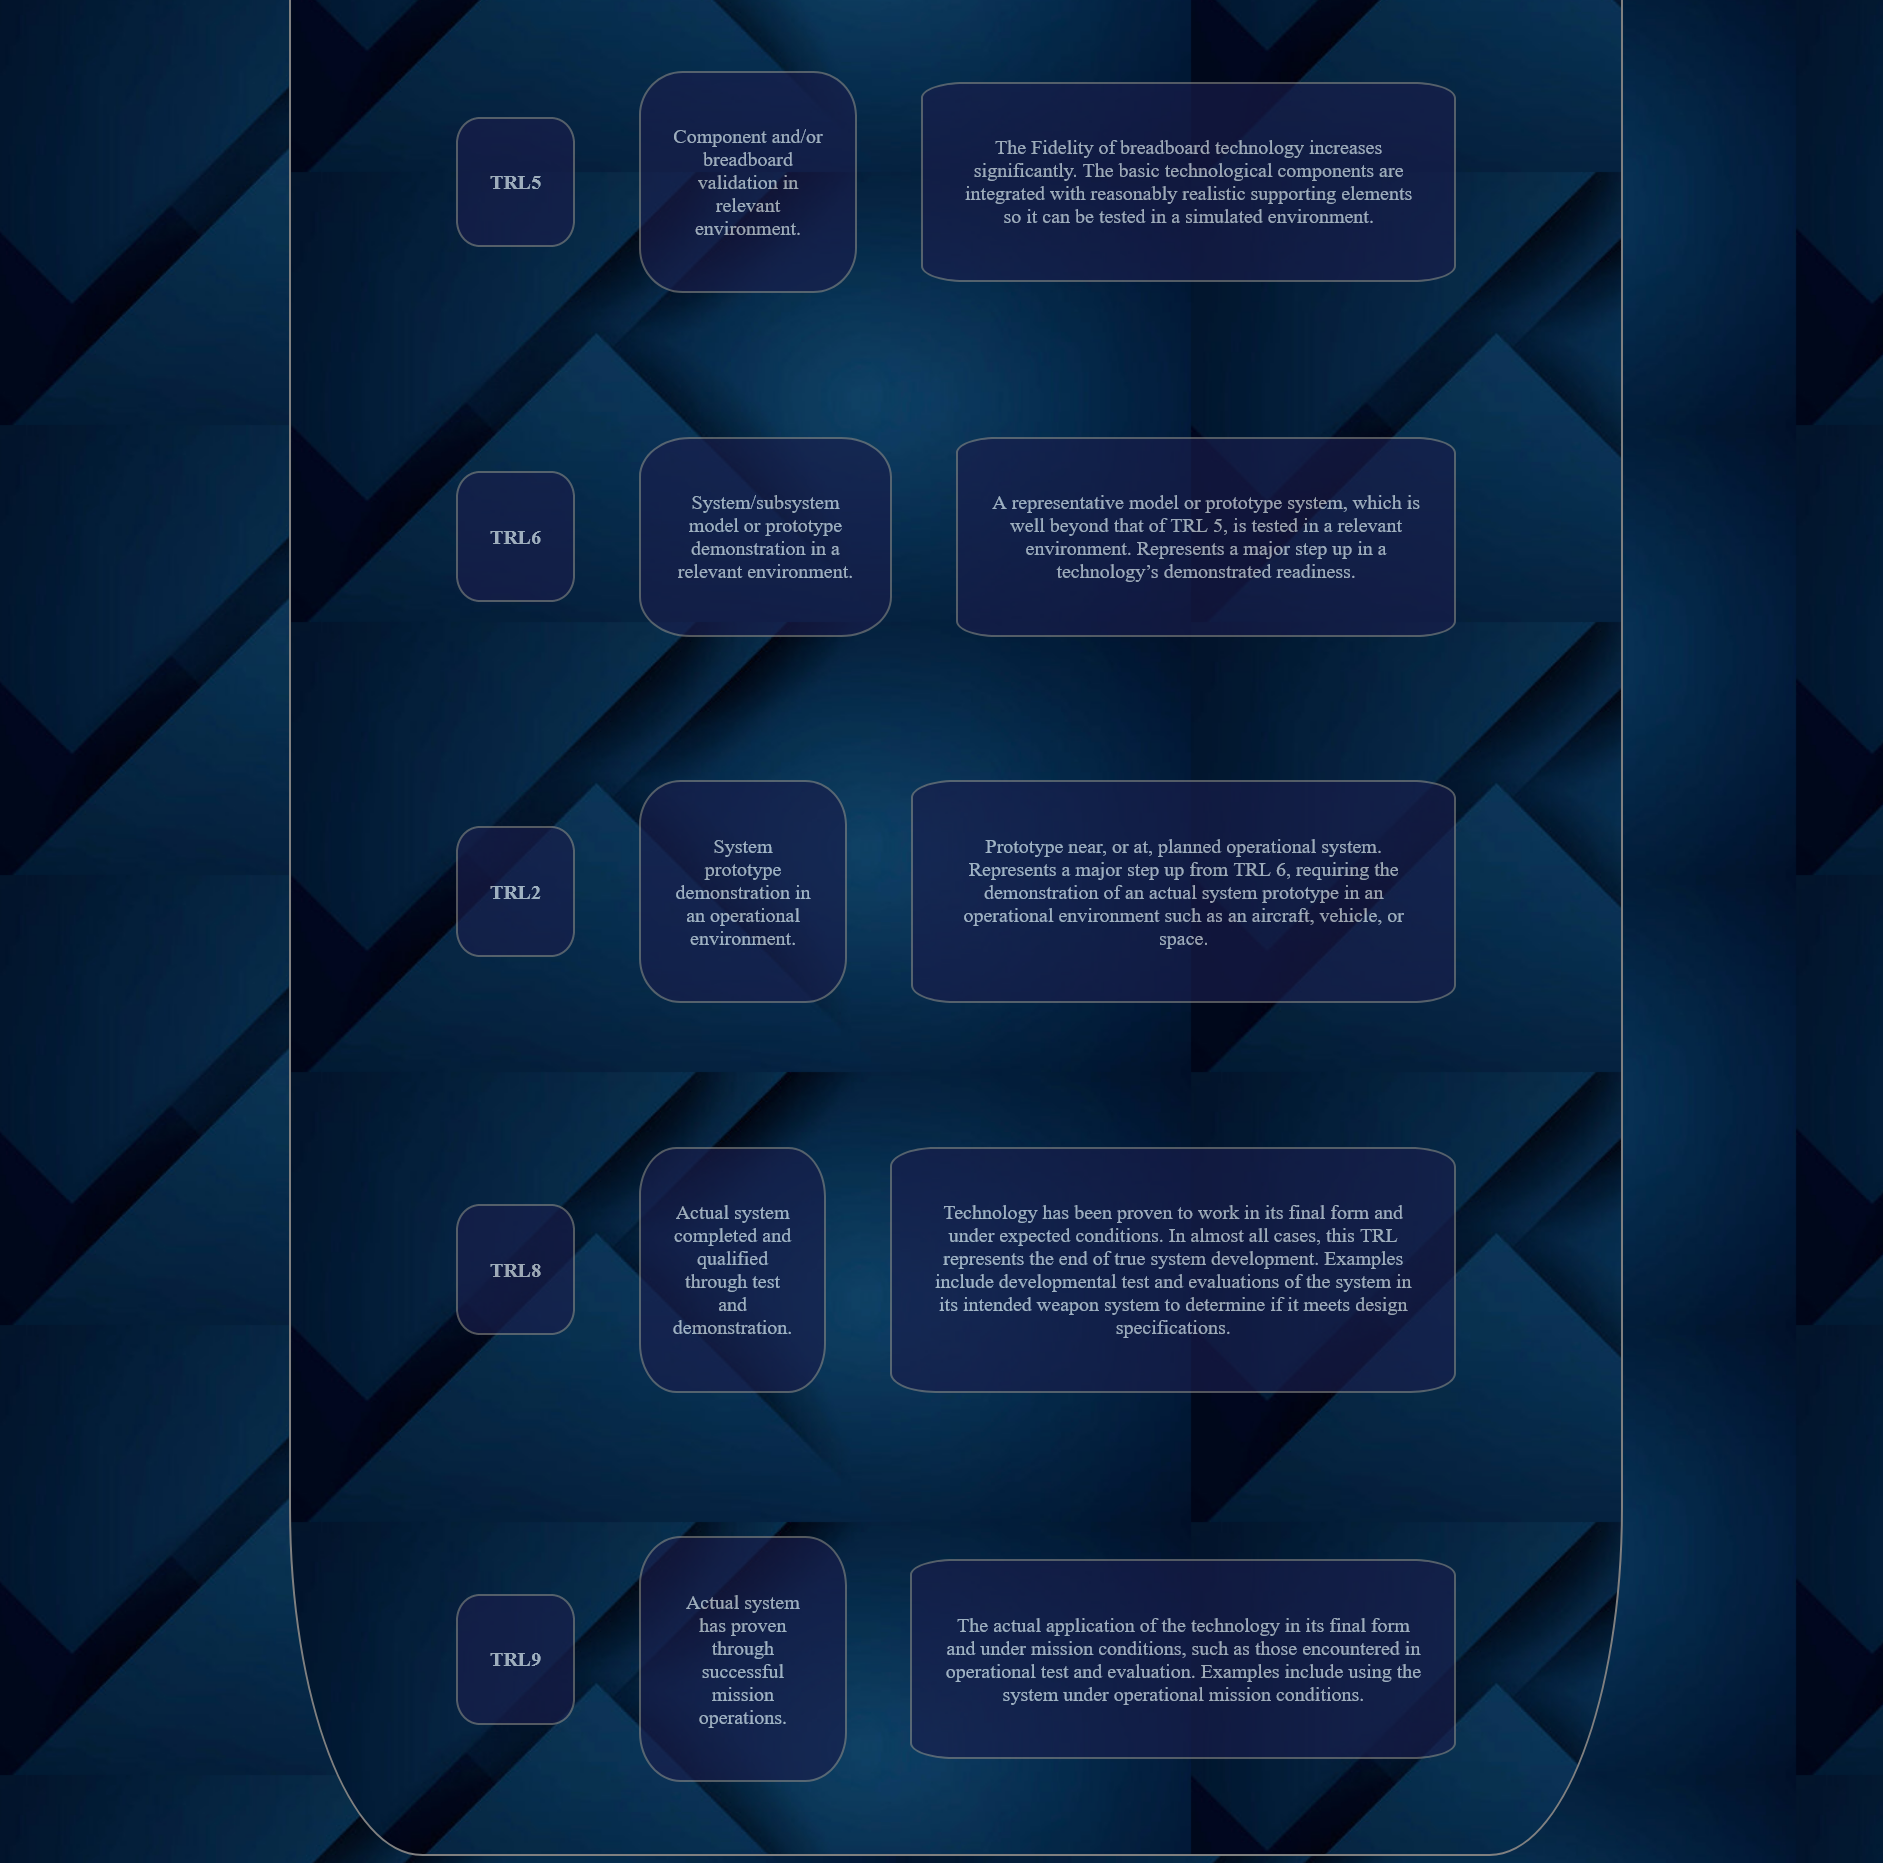 TRL5
Component and/or
breadboard
validation in
relevant
environment.
The Fidelity of breadboard technology increases
significantly. The basic technological components are
integrated with reasonably realistic supporting elements
so it can be tested in a simulated environment.
TRL6
System/subsystem
model or prototype
demonstration in a
relevant environment.
A representative model or prototype system, which is
well beyond that of TRL 5, is tested in a relevant
environment. Represents a major step up in a
technology’s demonstrated readiness.
TRL2
System
prototype
demonstration in
an operational
environment.
Prototype near, or at, planned operational system.
Represents a major step up from TRL 6, requiring the
demonstration of an actual system prototype in an
operational environment such as an aircraft, vehicle, or
space.
TRL8
Actual system
completed and
qualified
through test
and
demonstration.
Technology has been proven to work in its final form and
under expected conditions. In almost all cases, this TRL
represents the end of true system development. Examples
include developmental test and evaluations of the system in
its intended weapon system to determine if it meets design
specifications.
TRL9
Actual system
has proven
through
successful
mission
operations.
The actual application of the technology in its final form
and under mission conditions, such as those encountered in
operational test and evaluation. Examples include using the
system under operational mission conditions.